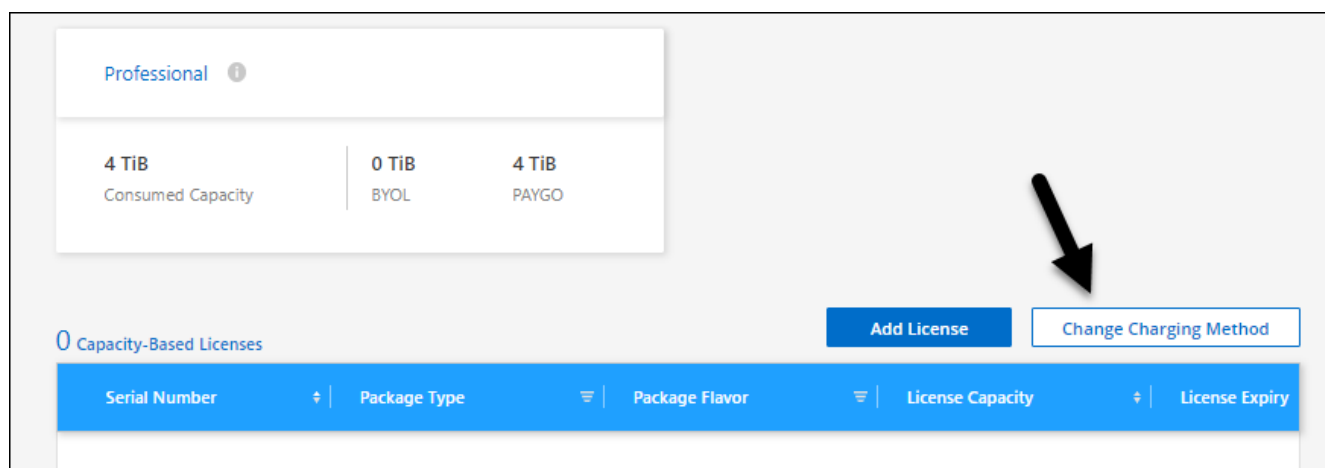 Professional
4 TiB 0 TiB 4 TiB
Consumed Capacity BYOL PAYGO
Add License Change Charging Method
0 Capacity-Based Licenses
Serial Number Package Type Package Flavor License Capacity License Expiry